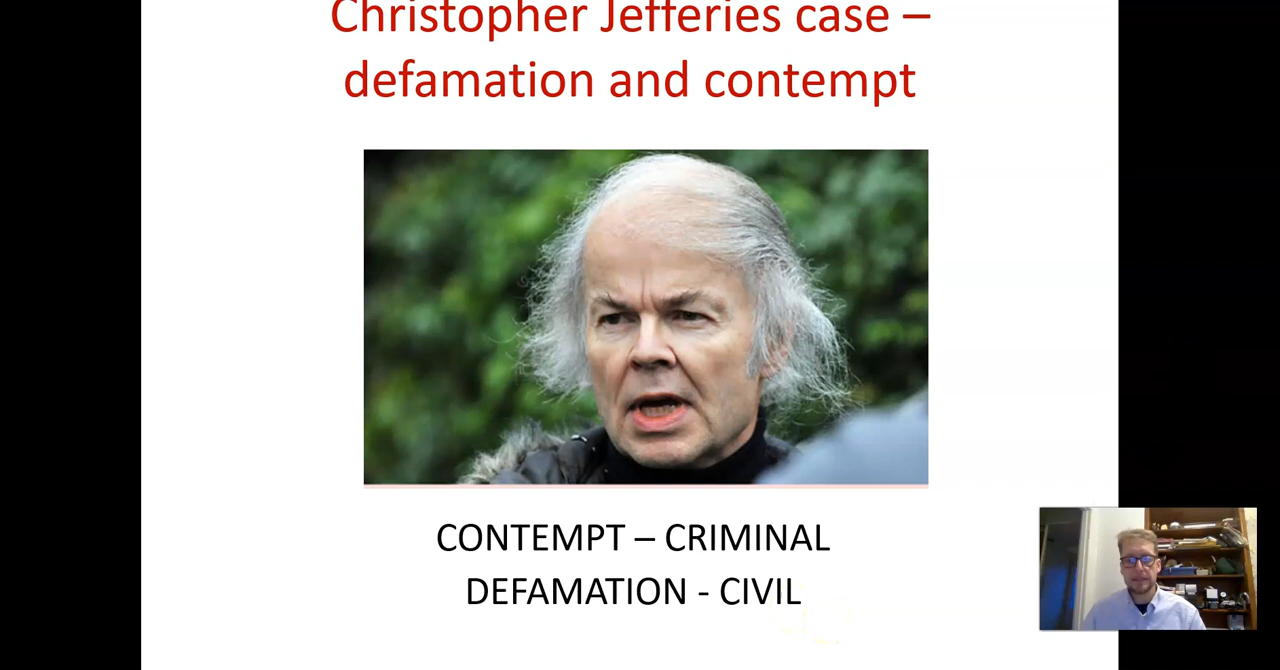 Christopher Jefferies case –
defamation and contempt
CONTEMPT – CRIMINAL
DEFAMATION - CIVIL